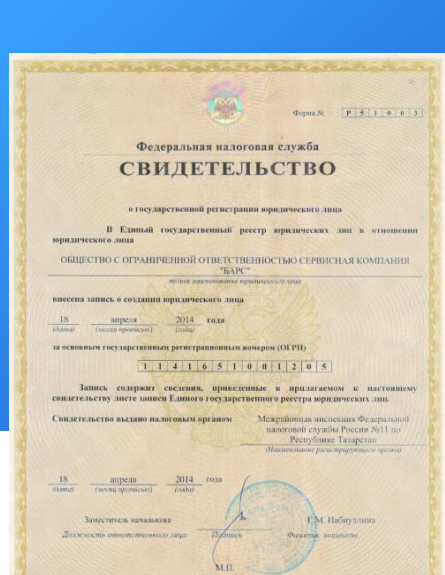 Форма № Р 5 1 0 0 3
Федеральная налоговая служба
СВИДЕТЕЛЬСТВО
о государственной регистрации юридического лица
В Единый государственный реестр юридических лиц в отношении
юридического лица
ОБЩЕСТВО С ОГРАНИЧЕННОЙ ОТВЕТСТВЕННОСТЬЮ СЕРВИСНАЯ КОМПАНИЯ
"БАРС"
полное наименование юридического лица
внесена запись о создании юридического лица
18 апреля 2014 года
(дата) (месяц прописью) (год)
за основным государственным регистрационным номером (ОГРН)
1 1 4 1 6 5 1 0 0 1 2 0 5
Запись содержит сведения, приведенные в прилагаемом к настоящему
свидетельству листе записи Единого государственного реестра юридических лиц.
Свидетельство выдано налоговым органом Межрайонная инспекция Федеральной
налоговой службы России №11 по
Республике Татарстан
(Наименование регистрирующего органа)
18 апреля 2014 года
(дата) (месяц прописью) (год)
Заместитель начальника Г.М. Набиуллина
Должность ответственного лица Подпись Фамилия, инициалы
М.П.